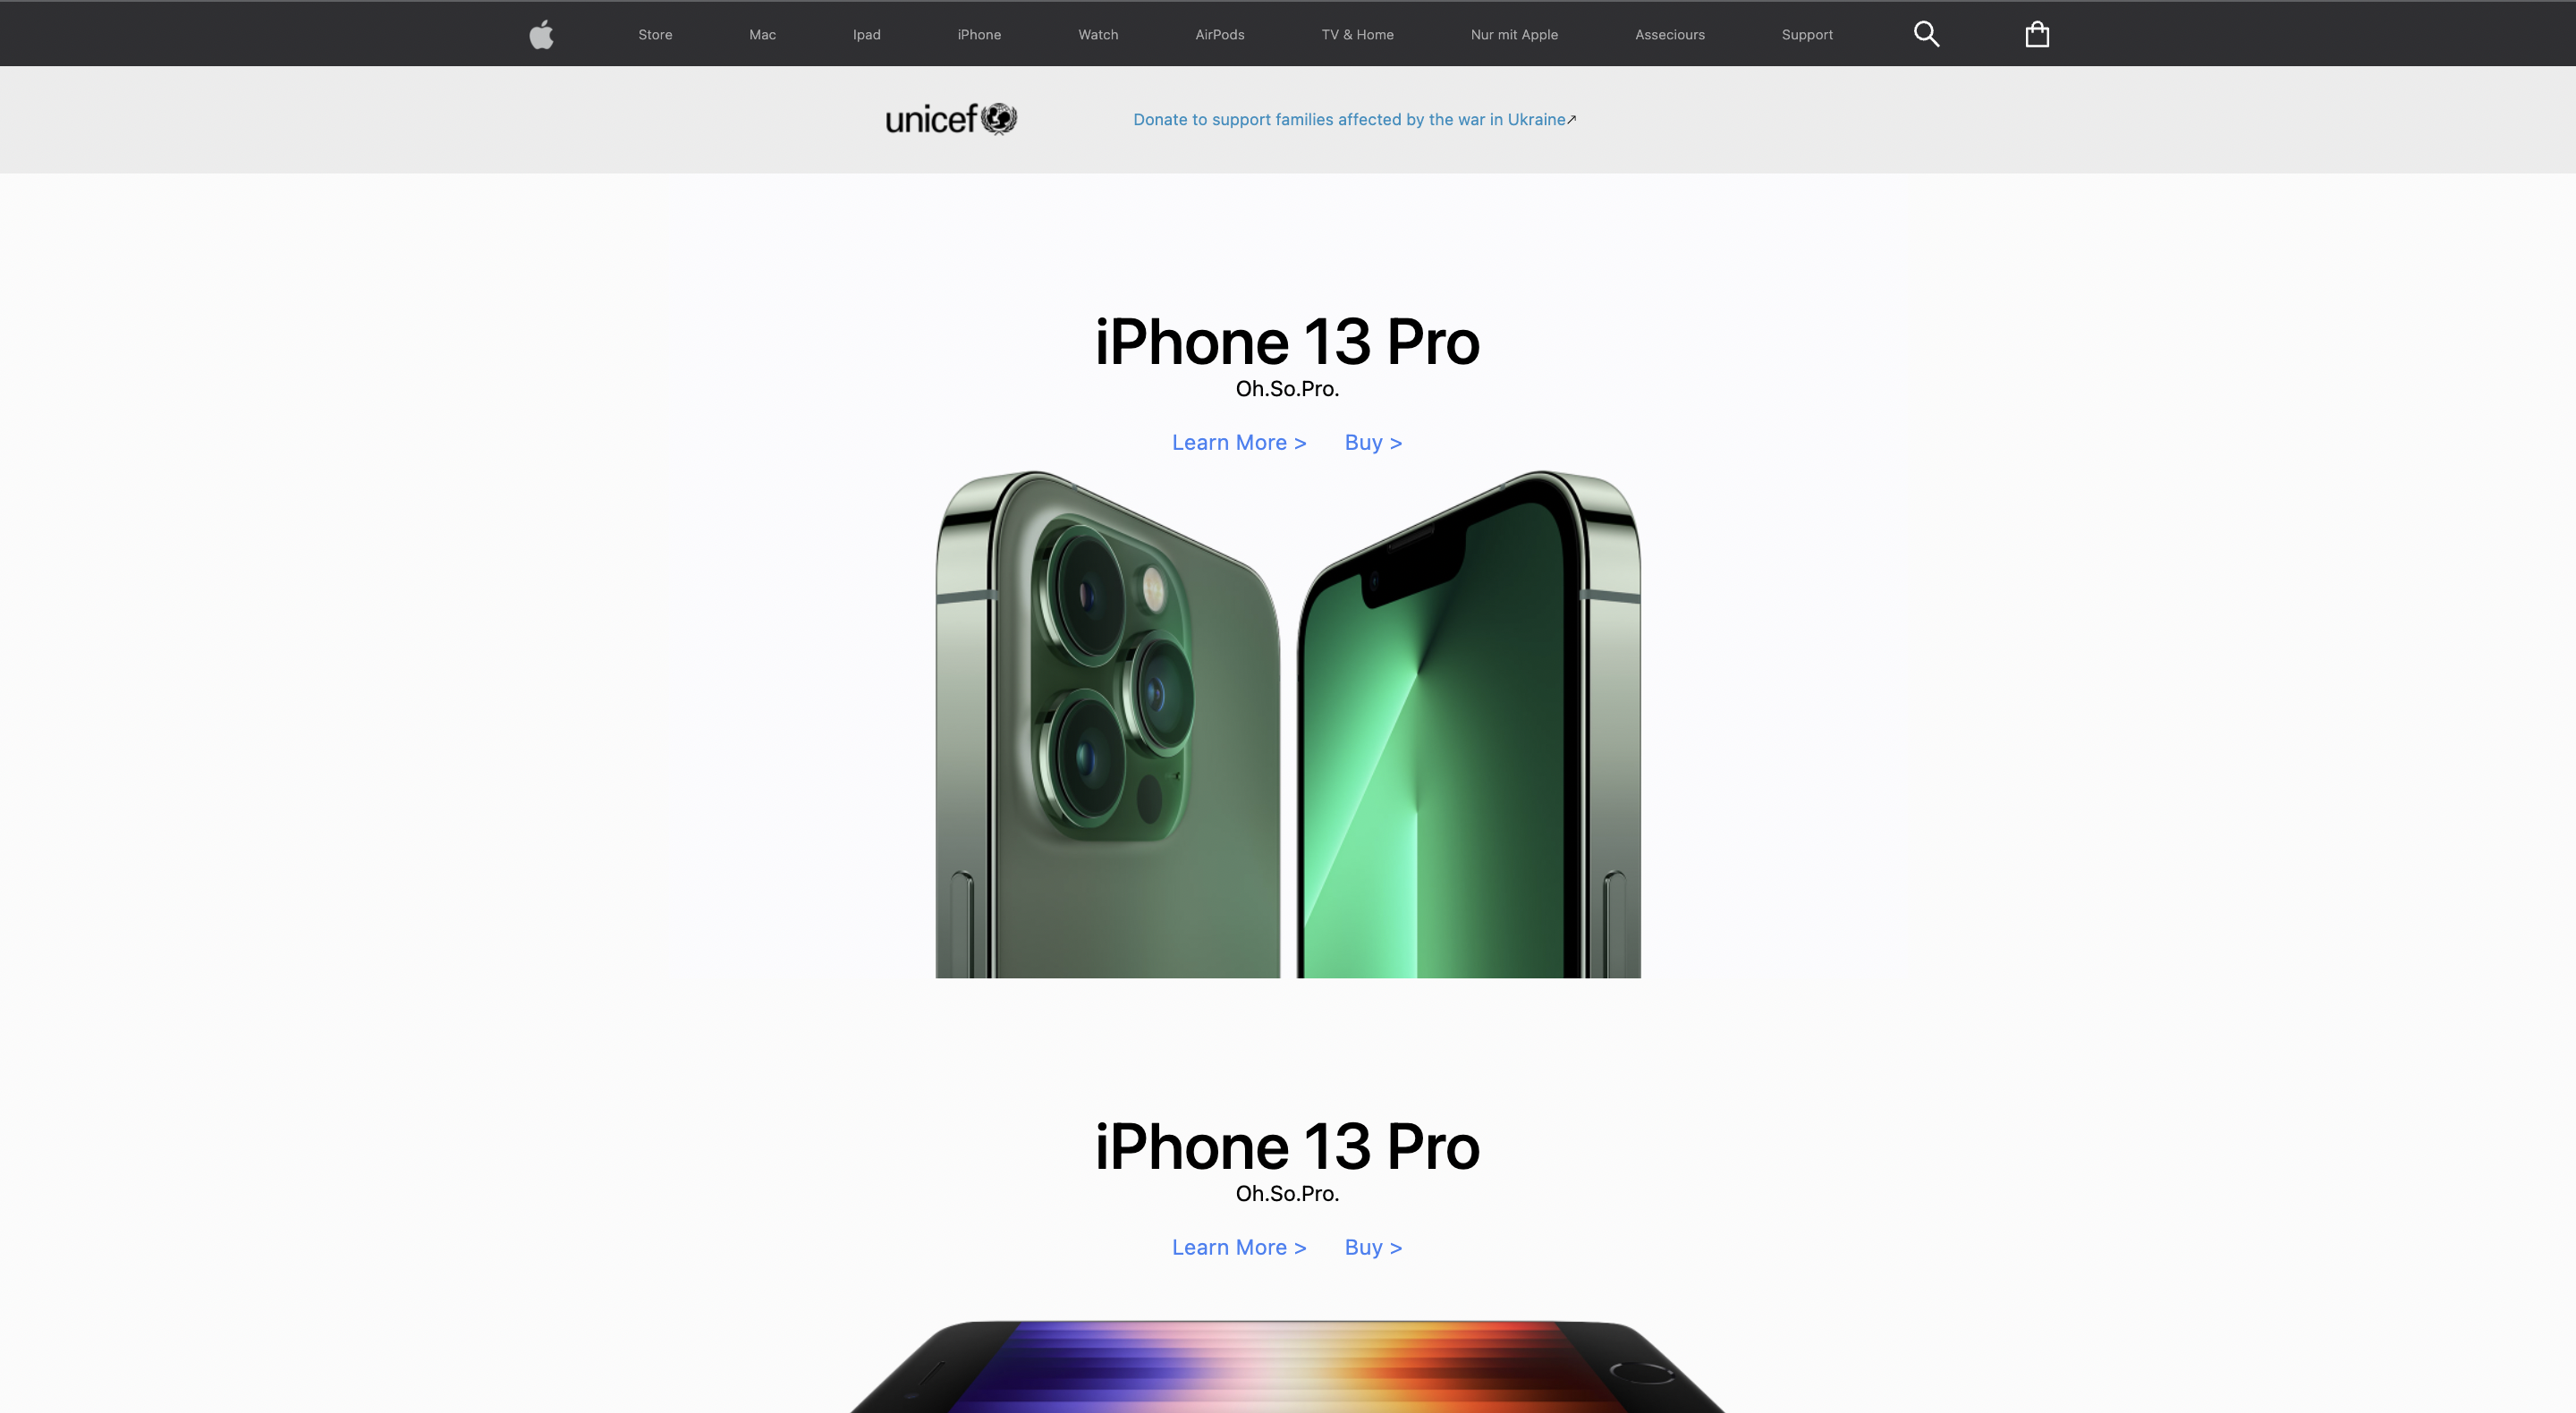 Store Mac Ipad iPhone Watch AirPods TV & Home Nur mit Apple Asseciours Support
unicef Donate to support families affected by the war in Ukraine↗
iPhone 13 Pro
Oh.So.Pro.
Learn More > Buy >
iPhone 13 Pro
Oh.So.Pro.
Learn More > Buy >